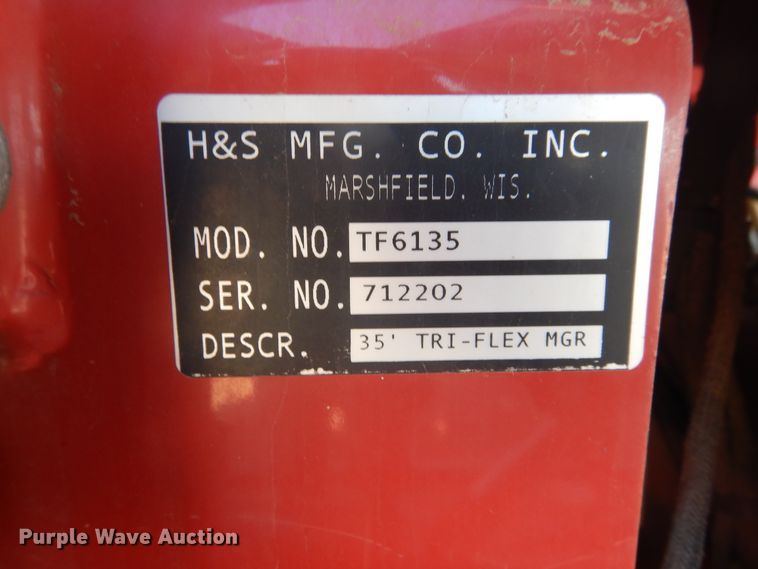 H&S MFG. CO. INC.
MARSHFIELD. WIS.
MOD. NO. TF6135
SER. NO. 712202
DESCR. 35' TRI-FLEX MGR
Purple Wave Auction